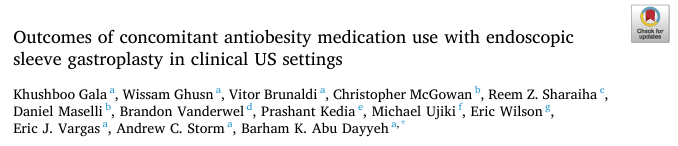 Outcomes of concomitant antiobesity medication use with endoscopic
sleeve gastroplasty in clinical US settings
Check for
updates
Khushboo Gala a, Wissam Ghusn a, Vitor Brunaldi a, Christopher McGowan b, Reem Z. Sharaiha c,
Daniel Maselli b, Brandon Vanderwel d, Prashant Kedia e, Michael Ujiki f, Eric Wilson g,
Eric J. Vargas a, Andrew C. Storm a, Barham K. Abu Dayyeh a,*